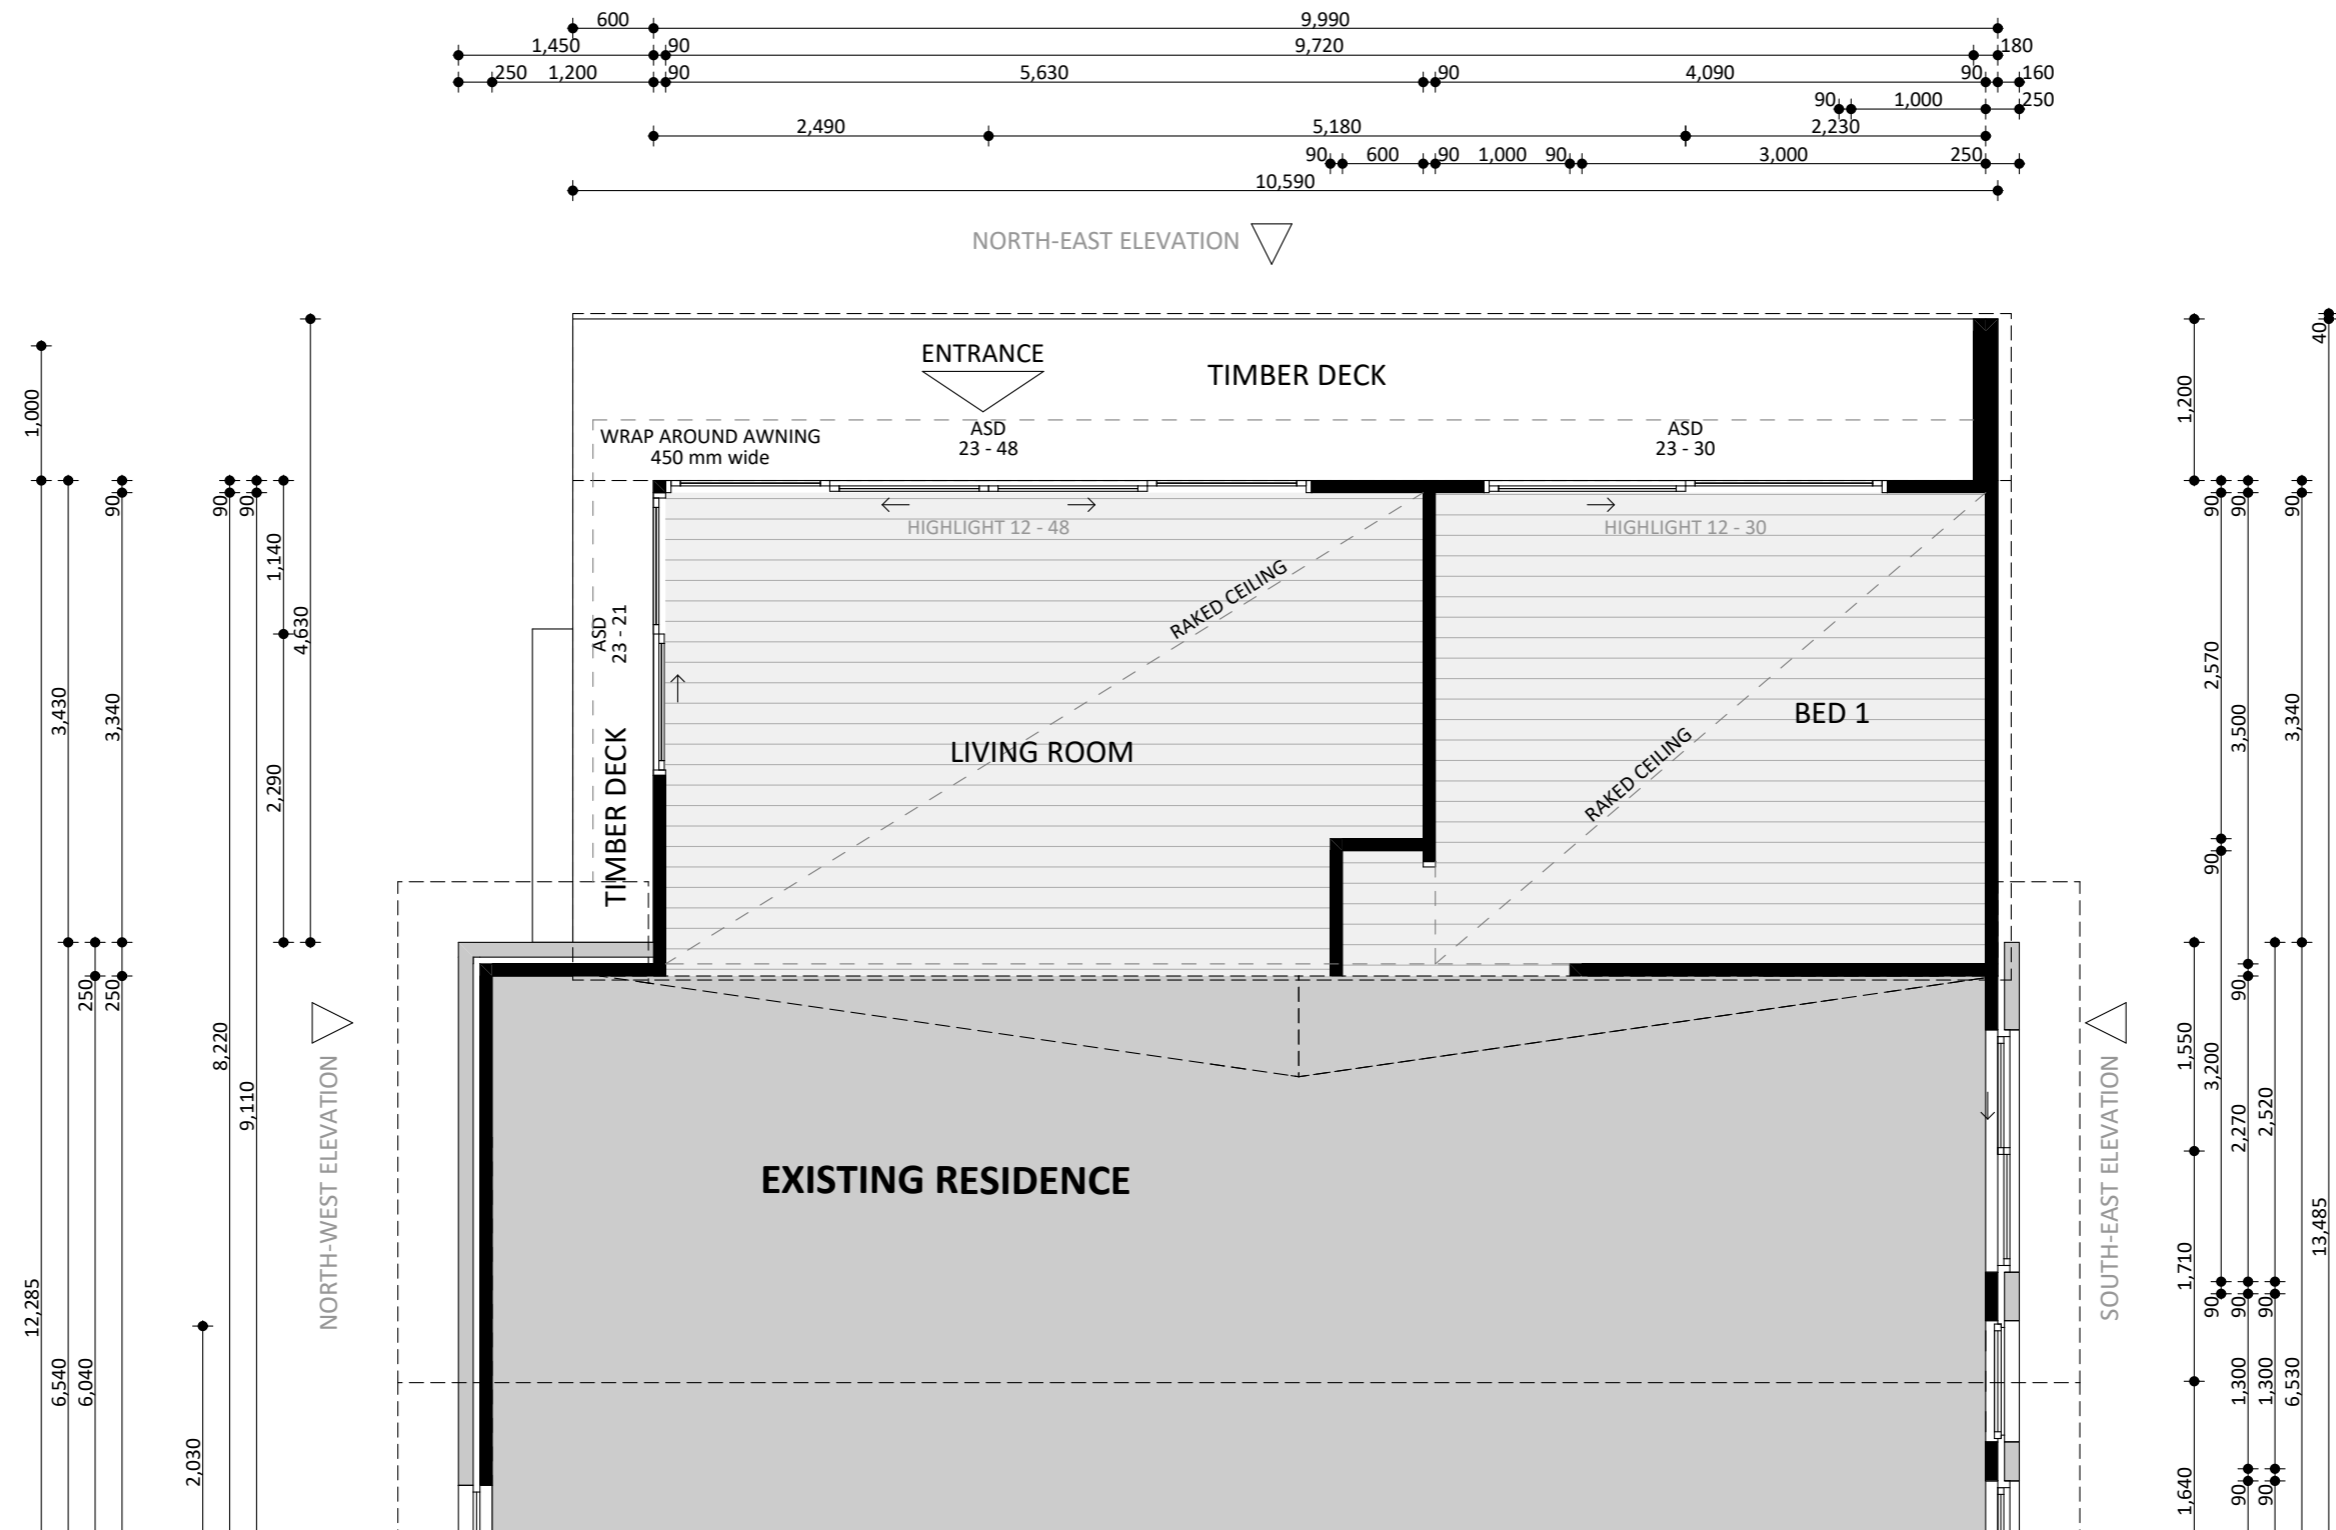 600 9,990
1,450 90 9,720 180
250 1,200 90 5,630 90 4,090 90 160
90 1,000 250
2,490 5,180 2,230
90 600 90 1,000 90 3,000 250
10,590
NORTH-EAST ELEVATION
ENTRANCE
TIMBER DECK
WRAP AROUND AWNING
450 mm wide
ASD
23 - 48
ASD
23 - 30
HIGHLIGHT 12 - 48
HIGHLIGHT 12 - 30
ASD
23 - 21
TIMBER DECK
RAKED CEILING
LIVING ROOM
RAKED CEILING
BED 1
EXISTING RESIDENCE
NORTH-WEST ELEVATION
SOUTH-EAST ELEVATION
1,000
12,285
3,430
6,540
250
6,040
90
3,340
250
2,030
90
8,220
90
9,110
1,140
2,290
4,630
1,200
1,550
1,710
1,640
90
2,570
90
3,200
90
90
3,500
90
2,270
90
1,300
90
2,520
90
1,300
90
90
3,340
6,530
40
13,485